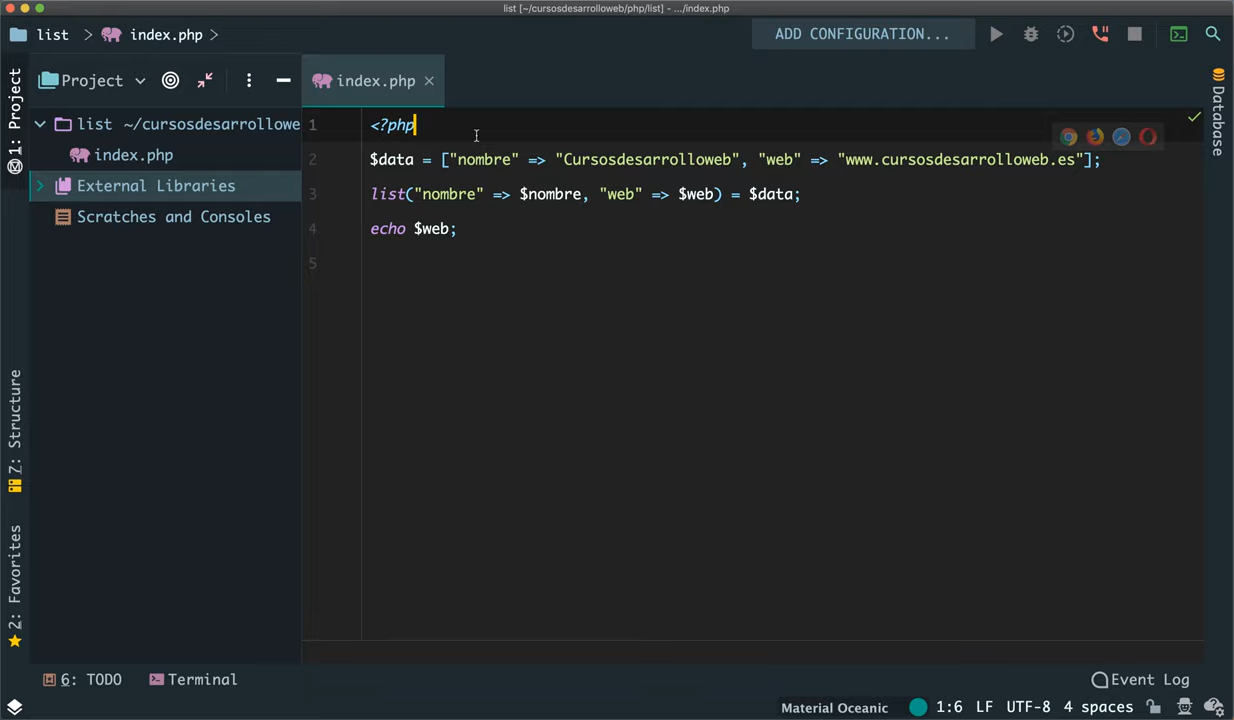 list [~/cursosdesarrolloweb/php/list] - .../index.php
list > index.php >
ADD CONFIGURATION...
1: Project
Project
index.php ×
list ~/cursosdesarrollowe
index.php
External Libraries
Scratches and Consoles
1 <?php
2 $data = ["nombre" => "Cursosdesarrolloweb", "web" => "www.cursosdesarrolloweb.es"];
3 list("nombre" => $nombre, "web" => $web) = $data;
4 echo $web;
5
Database
7: Structure
2: Favorites
6: TODO
Terminal
Event Log
Material Oceanic
1:6 LF UTF-8 4 spaces